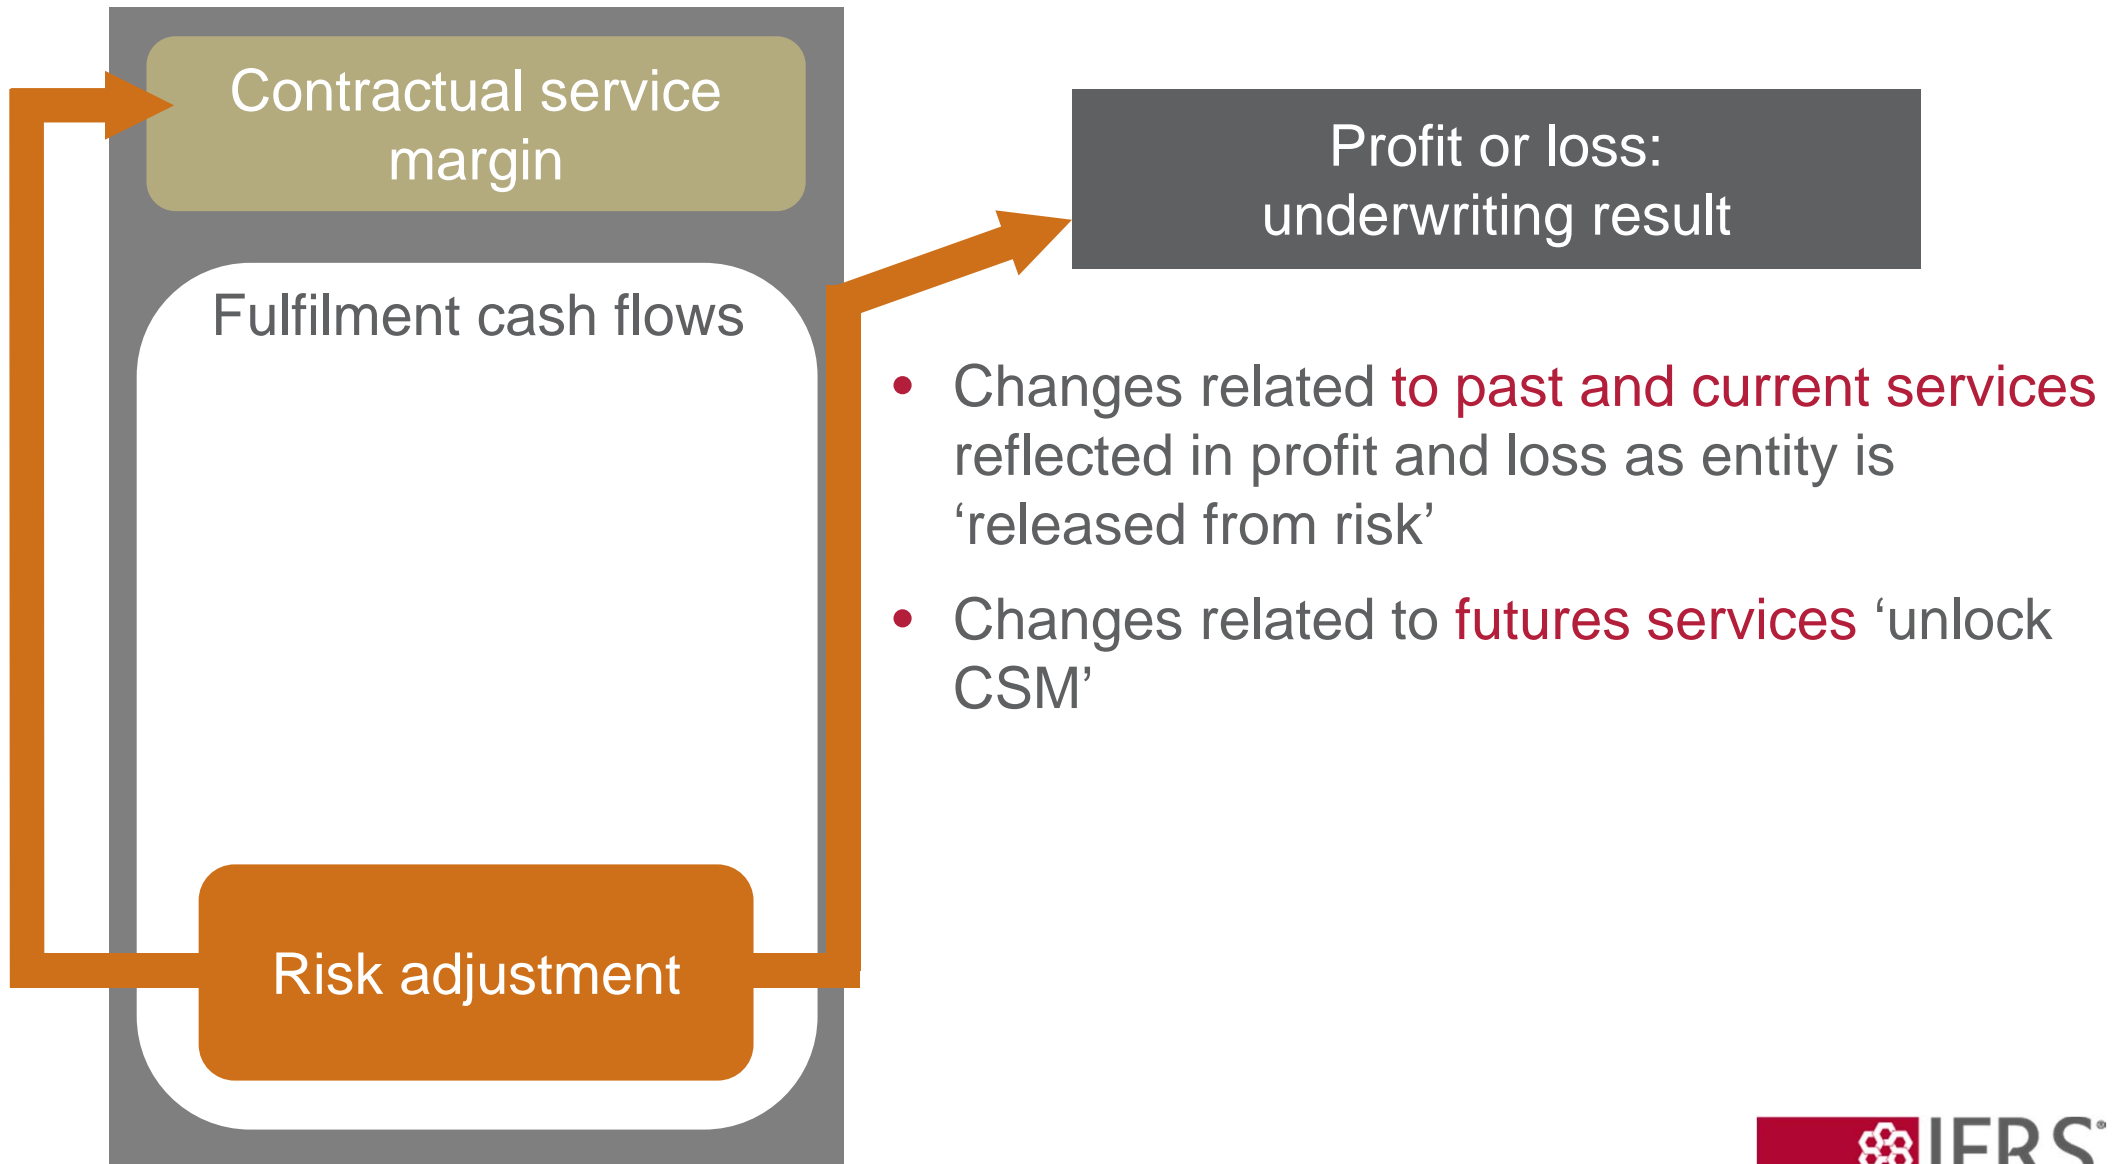 Contractual service
margin
Fulfilment cash flows
Risk adjustment
Profit or loss:
underwriting result
• Changes related to past and current services
reflected in profit and loss as entity is
‘released from risk’
• Changes related to futures services ‘unlock
CSM’
IFRS®